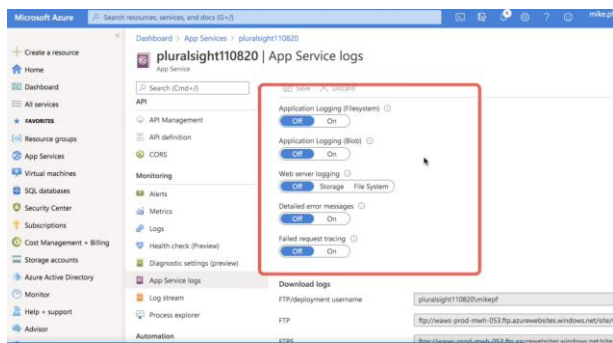 Microsoft Azure
Search resources, services, and docs (G+/)
mike.pf
Dashboard > App Services > pluralsight110820
pluralsight110820 | App Service logs
App Service
Create a resource
Home
Dashboard
All services
FAVORITES
Resource groups
App Services
Virtual machines
SQL databases
Security Center
Subscriptions
Cost Management + Billing
Storage accounts
Azure Active Directory
Monitor
Help + support
Advisor
Search (Cmd+/)
API
API Management
API definition
CORS
Monitoring
Alerts
Metrics
Logs
Health check (Preview)
Diagnostic settings (preview)
App Service logs
Log stream
Process explorer
Automation
Save Discard
Application Logging (Filesystem)
Off On
Application Logging (Blob)
Off On
Web server logging
Off Storage File System
Detailed error messages
Off On
Failed request tracing
Off On
Download logs
FTP/deployment username
pluralsight110820\mikepf
FTP
ftp://waws-prod-mwh-053.ftp.azurewebsites.windows.net/site/
FTPS